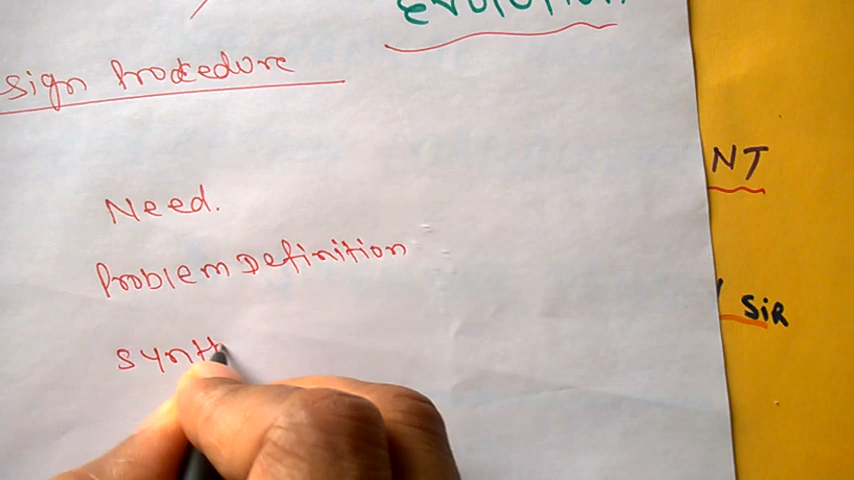 EVOLUTION
sign Procedure
NT
Need.
Problem Definition
SiR
Synth